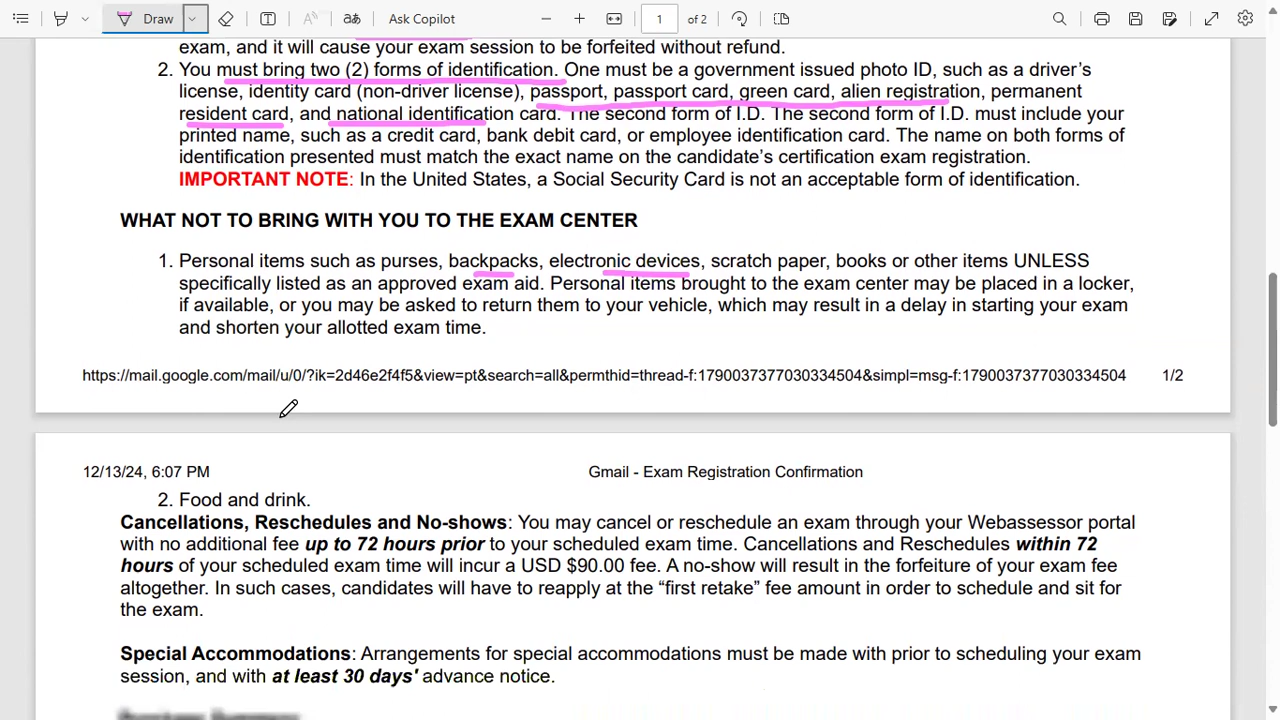 Draw
Ask Copilot
1 of 2
exam, and it will cause your exam session to be forfeited without refund.
2. You must bring two (2) forms of identification. One must be a government issued photo ID, such as a driver's
license, identity card (non-driver license), passport, passport card, green card, alien registration, permanent
resident card, and national identification card. The second form of I.D. The second form of I.D. must include your
printed name, such as a credit card, bank debit card, or employee identification card. The name on both forms of
identification presented must match the exact name on the candidate's certification exam registration.
IMPORTANT NOTE: In the United States, a Social Security Card is not an acceptable form of identification.
WHAT NOT TO BRING WITH YOU TO THE EXAM CENTER
1. Personal items such as purses, backpacks, electronic devices, scratch paper, books or other items UNLESS
specifically listed as an approved exam aid. Personal items brought to the exam center may be placed in a locker,
if available, or you may be asked to return them to your vehicle, which may result in a delay in starting your exam
and shorten your allotted exam time.
https://mail.google.com/mail/u/0/?ik=2d46e2f4f5&view=pt&search=all&permthid=thread-f:1790037377030334504&simpl=msg-f:1790037377030334504 1/2
12/13/24, 6:07 PM Gmail - Exam Registration Confirmation
2. Food and drink.
Cancellations, Reschedules and No-shows: You may cancel or reschedule an exam through your Webassessor portal
with no additional fee up to 72 hours prior to your scheduled exam time. Cancellations and Reschedules within 72
hours of your scheduled exam time will incur a USD $90.00 fee. A no-show will result in the forfeiture of your exam fee
altogether. In such cases, candidates will have to reapply at the “first retake” fee amount in order to schedule and sit for
the exam.
Special Accommodations: Arrangements for special accommodations must be made with prior to scheduling your exam
session, and with at least 30 days' advance notice.